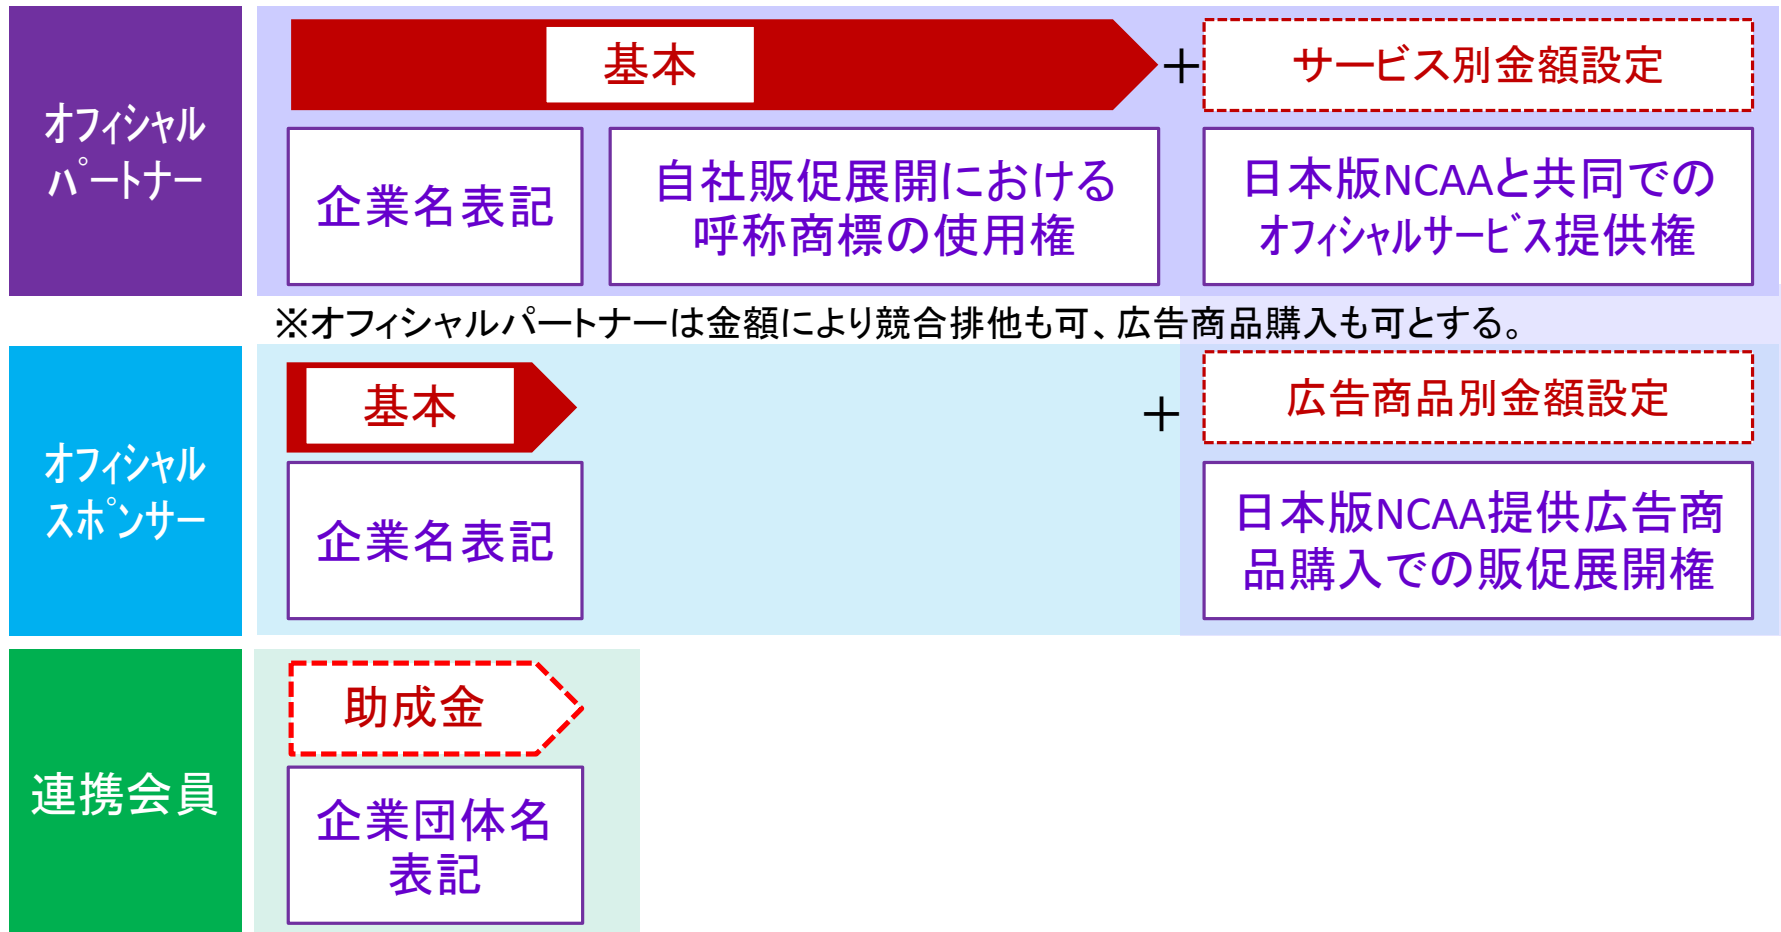 オフィシャル
パートナー
基本
+
サービス別金額設定
企業名表記
自社販促展開における
呼称商標の使用権
日本版NCAAと共同での
オフィシャルサービス提供権
※オフィシャルパートナーは金額により競合排他も可、広告商品購入も可とする。
オフィシャル
スポンサー
基本
+
広告商品別金額設定
企業名表記
日本版NCAA提供広告商
品購入での販促展開権
連携会員
助成金
企業団体名
表記